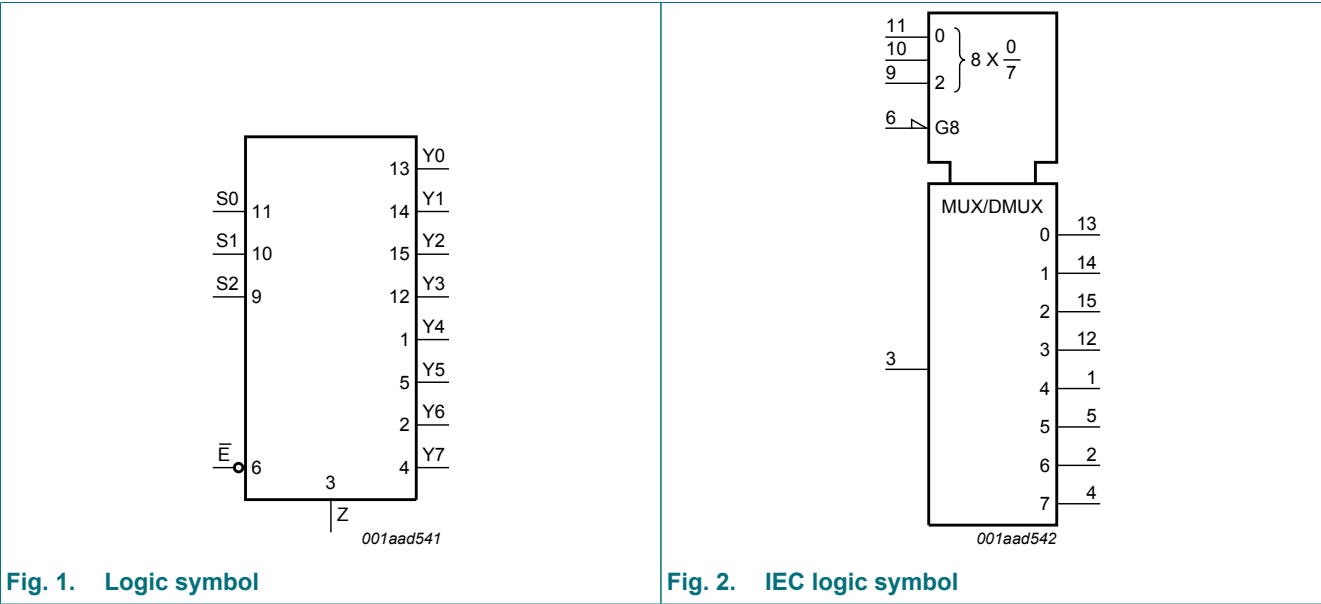 13 Y0
S0 11 14 Y1
S1 10 15 Y2
S2 9 12 Y3
1 Y4
5 Y5
2 Y6
E̅ 6 4 Y7
3
Z
001aad541
Fig. 1. Logic symbol
11 0
10 8 X 0/7
9 2
6 G8
MUX/DMUX
0 13
1 14
2 15
3 12
3
4 1
5 5
6 2
7 4
001aad542
Fig. 2. IEC logic symbol